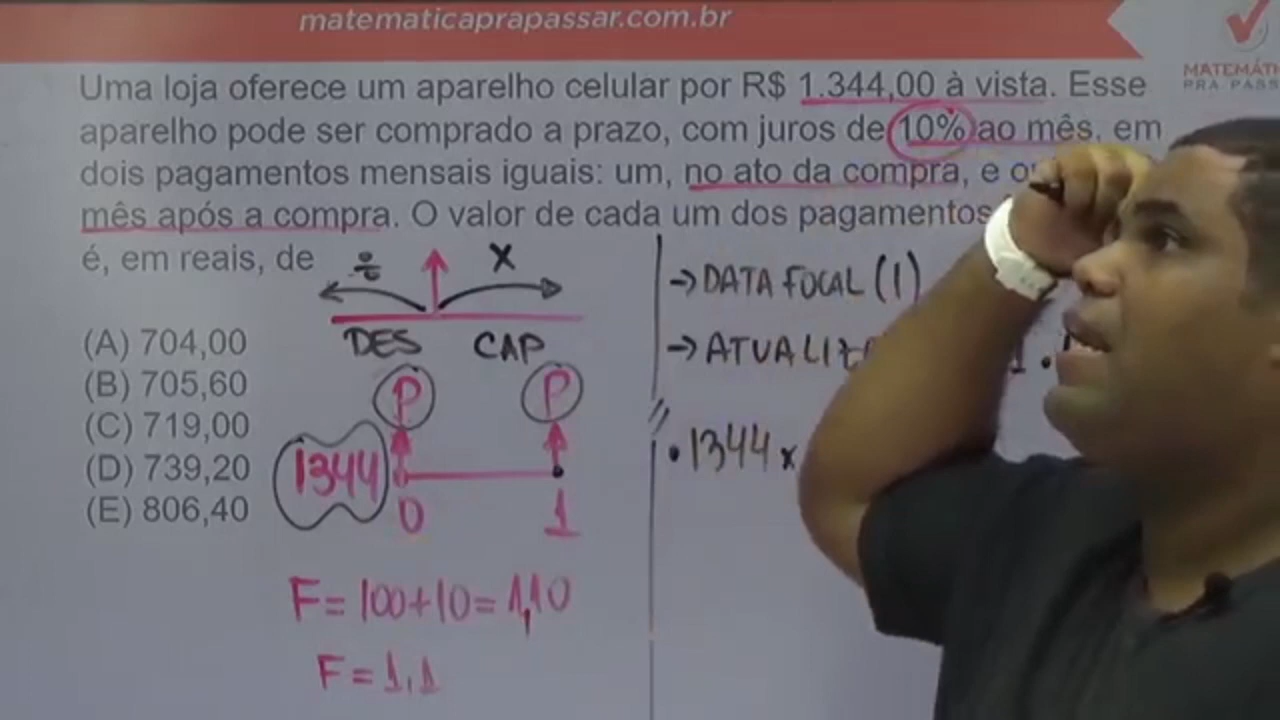 matematicaprapassar.com.br
MATEMÁTI
PRA PASS
Uma loja oferece um aparelho celular por R$ 1.344,00 à vista. Esse
aparelho pode ser comprado a prazo, com juros de 10% ao mês, em
dois pagamentos mensais iguais: um, no ato da compra, e
mês após a compra. O valor de cada um dos pagamentos
é, em reais, de
(A) 704,00
(B) 705,60
(C) 719,00
(D) 739,20
(E) 806,40
÷ X
DES CAP
P P
1344
0 1
F = 100+10 = 1,10
F = 1,1
→ DATA FOCAL (1)
→ ATUALIZ
• 1344 x